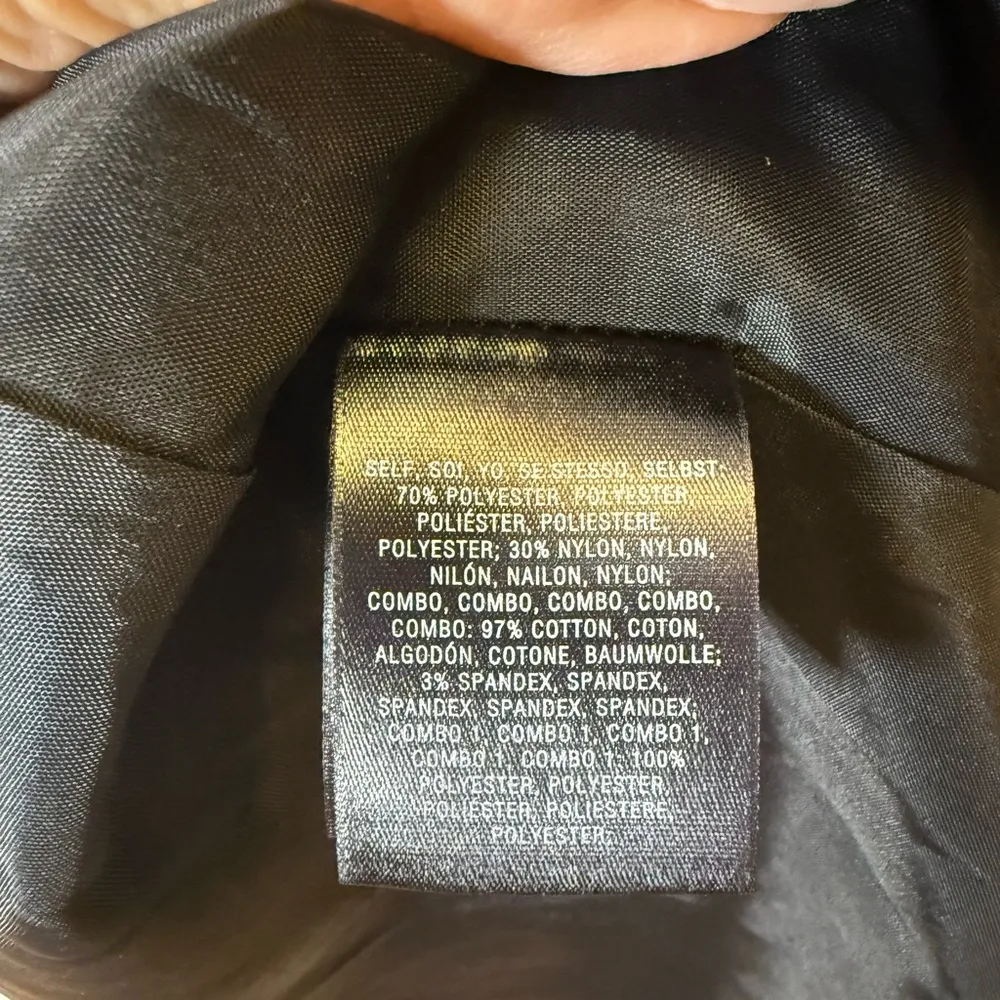 SELF, SOI, YO, SE STESSO, SELBST:
70% POLYESTER, POLYESTER
POLIÉSTER, POLIESTERE,
POLYESTER; 30% NYLON, NYLON,
NILÓN, NAILON, NYLON;
COMBO, COMBO, COMBO, COMBO,
COMBO: 97% COTTON, COTON,
ALGODÓN, COTONE, BAUMWOLLE;
3% SPANDEX, SPANDEX,
SPANDEX, SPANDEX, SPANDEX,
COMBO 1, COMBO 1, COMBO 1,
COMBO 1, COMBO 1: 100%
POLYESTER, POLYESTER,
POLIÉSTER, POLIESTERE,
POLYESTER;